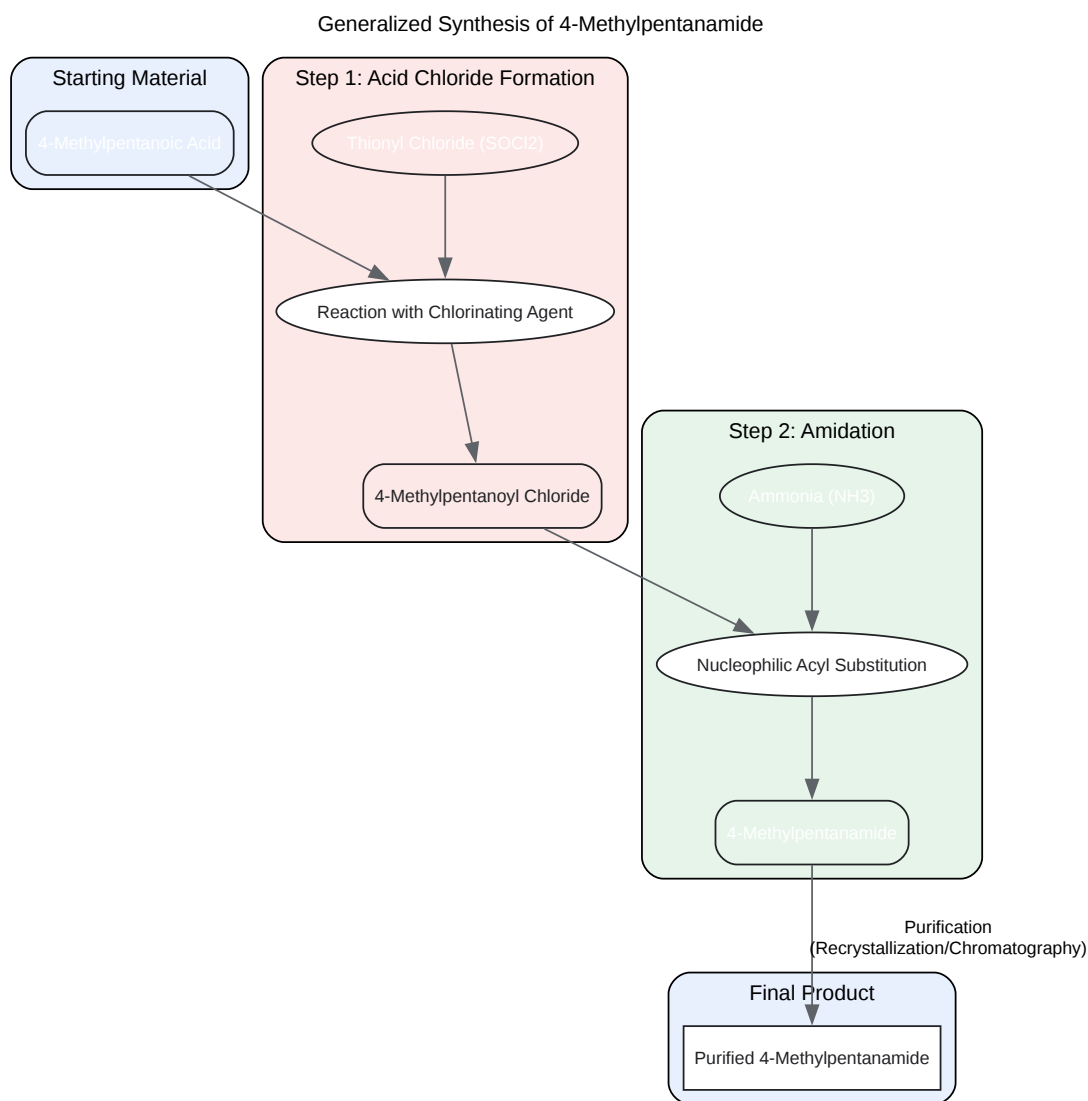 Generalized Synthesis of 4-Methylpentanamide
Starting Material
4-Methylpentanoic Acid
Step 1: Acid Chloride Formation
Thionyl Chloride (SOCl2)
Reaction with Chlorinating Agent
4-Methylpentanoyl Chloride
Step 2: Amidation
Ammonia (NH3)
Nucleophilic Acyl Substitution
4-Methylpentanamide
Purification
(Recrystallization/Chromatography)
Final Product
Purified 4-Methylpentanamide